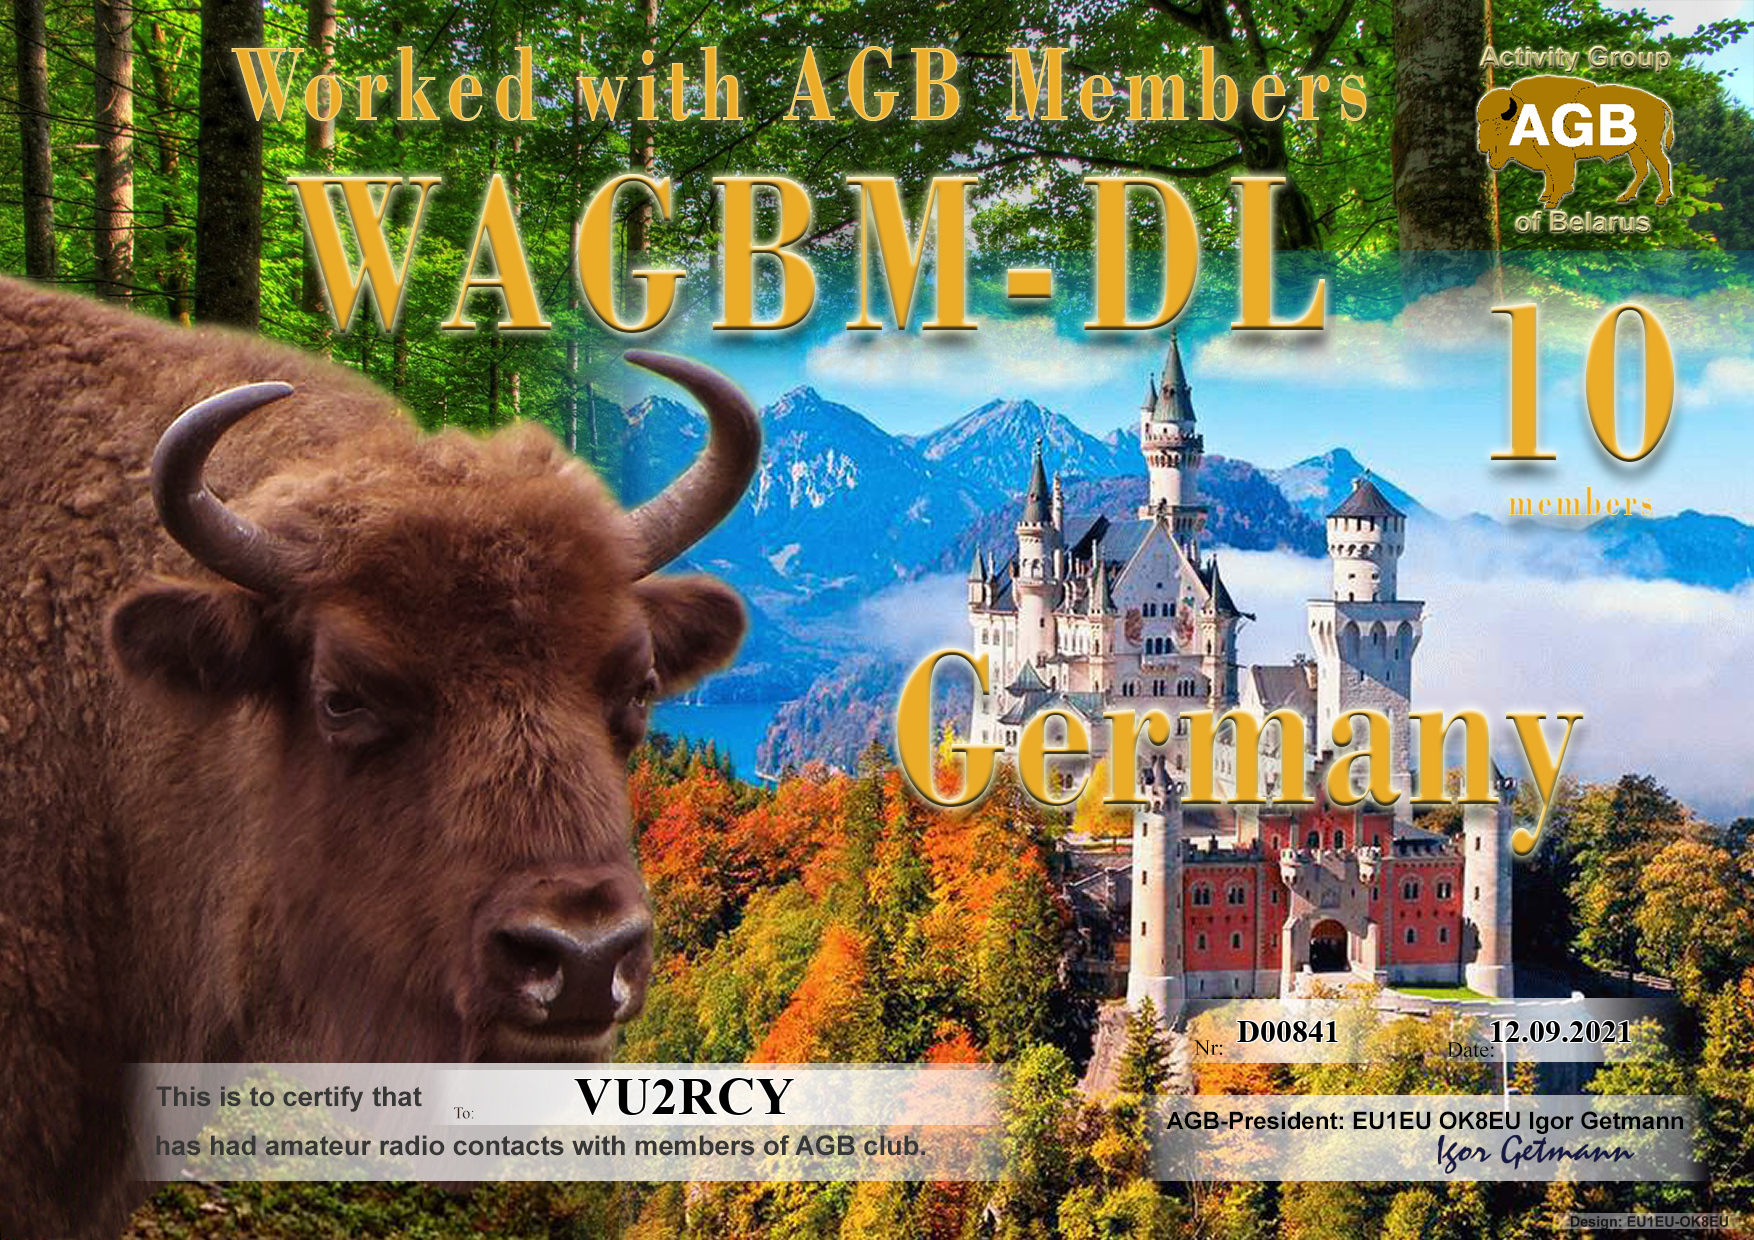 Worked with AGB Members
Activity Group
AGB
of Belarus
WAGBM-DL
10
members
Germany
Nr: D00841
Date: 12.09.2021
This is to certify that
To: VU2RCY
has had amateur radio contacts with members of AGB club.
AGB-President: EU1EU OK8EU Igor Getmann
Igor Getmann
Design: EU1EU-OK8EU